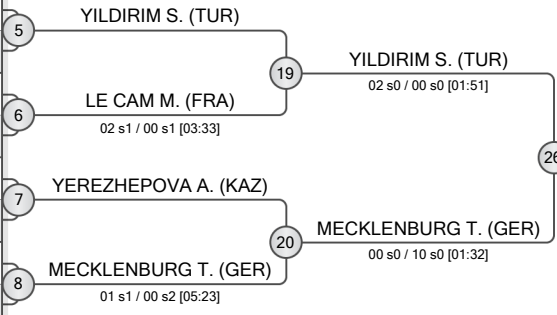 YILDIRIM S. (TUR)
5
19
YILDIRIM S. (TUR)
02 s0 / 00 s0 [01:51]
LE CAM M. (FRA)
6
02 s1 / 00 s1 [03:33]
26
YEREZHEPOVA A. (KAZ)
7
20
MECKLENBURG T. (GER)
00 s0 / 10 s0 [01:32]
MECKLENBURG T. (GER)
8
01 s1 / 00 s2 [05:23]